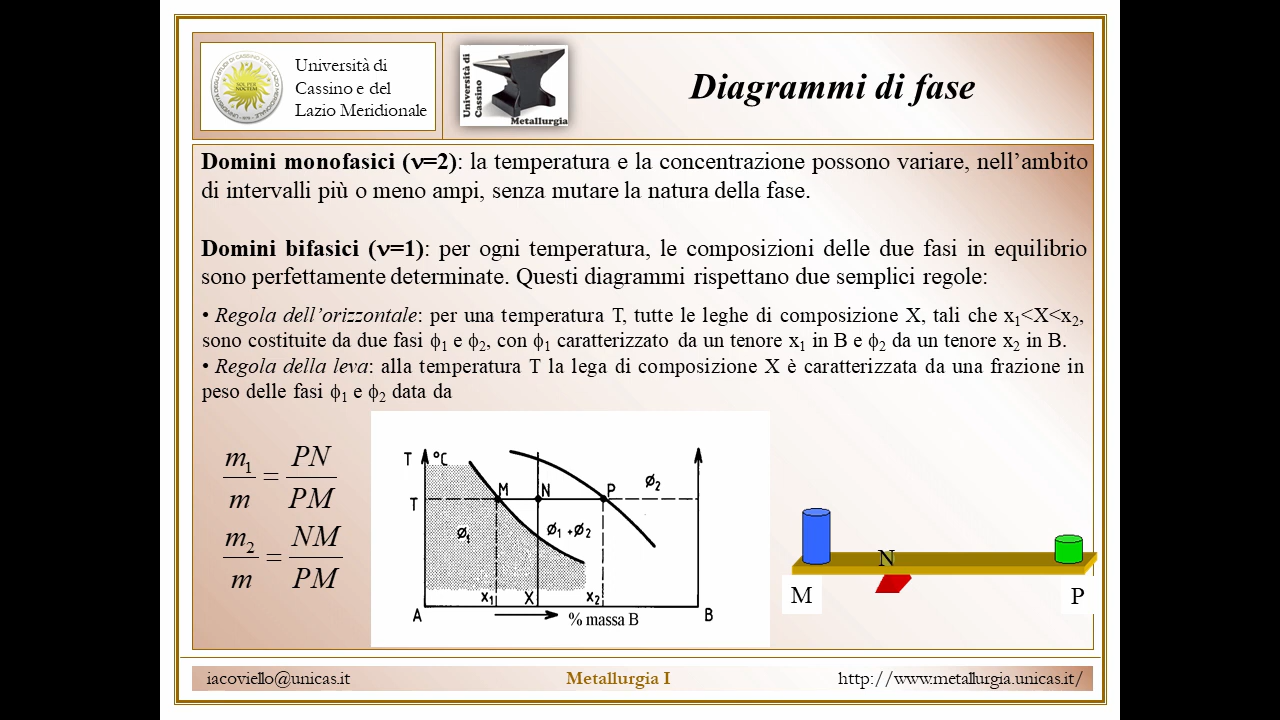 Università di
Cassino e del
Lazio Meridionale
Università di
Cassino
Metallurgia
Diagrammi di fase
Domini monofasici (ν=2): la temperatura e la concentrazione possono variare, nell’ambito
di intervalli più o meno ampi, senza mutare la natura della fase.
Domini bifasici (ν=1): per ogni temperatura, le composizioni delle due fasi in equilibrio
sono perfettamente determinate. Questi diagrammi rispettano due semplici regole:
• Regola dell’orizzontale: per una temperatura T, tutte le leghe di composizione X, tali che x₁<X<x₂,
sono costituite da due fasi ϕ₁ e ϕ₂, con ϕ₁ caratterizzato da un tenore x₁ in B e ϕ₂ da un tenore x₂ in B.
• Regola della leva: alla temperatura T la lega di composizione X è caratterizzata da una frazione in
peso delle fasi ϕ₁ e ϕ₂ data da
m₁/m = PN/PM
m₂/m = NM/PM
T °C
T
M N P
ϕ₂
ϕ₁
ϕ₁+ϕ₂
x₁ X x₂
A B
% massa B
N
M P
iacoviello@unicas.it
Metallurgia I
http://www.metallurgia.unicas.it/